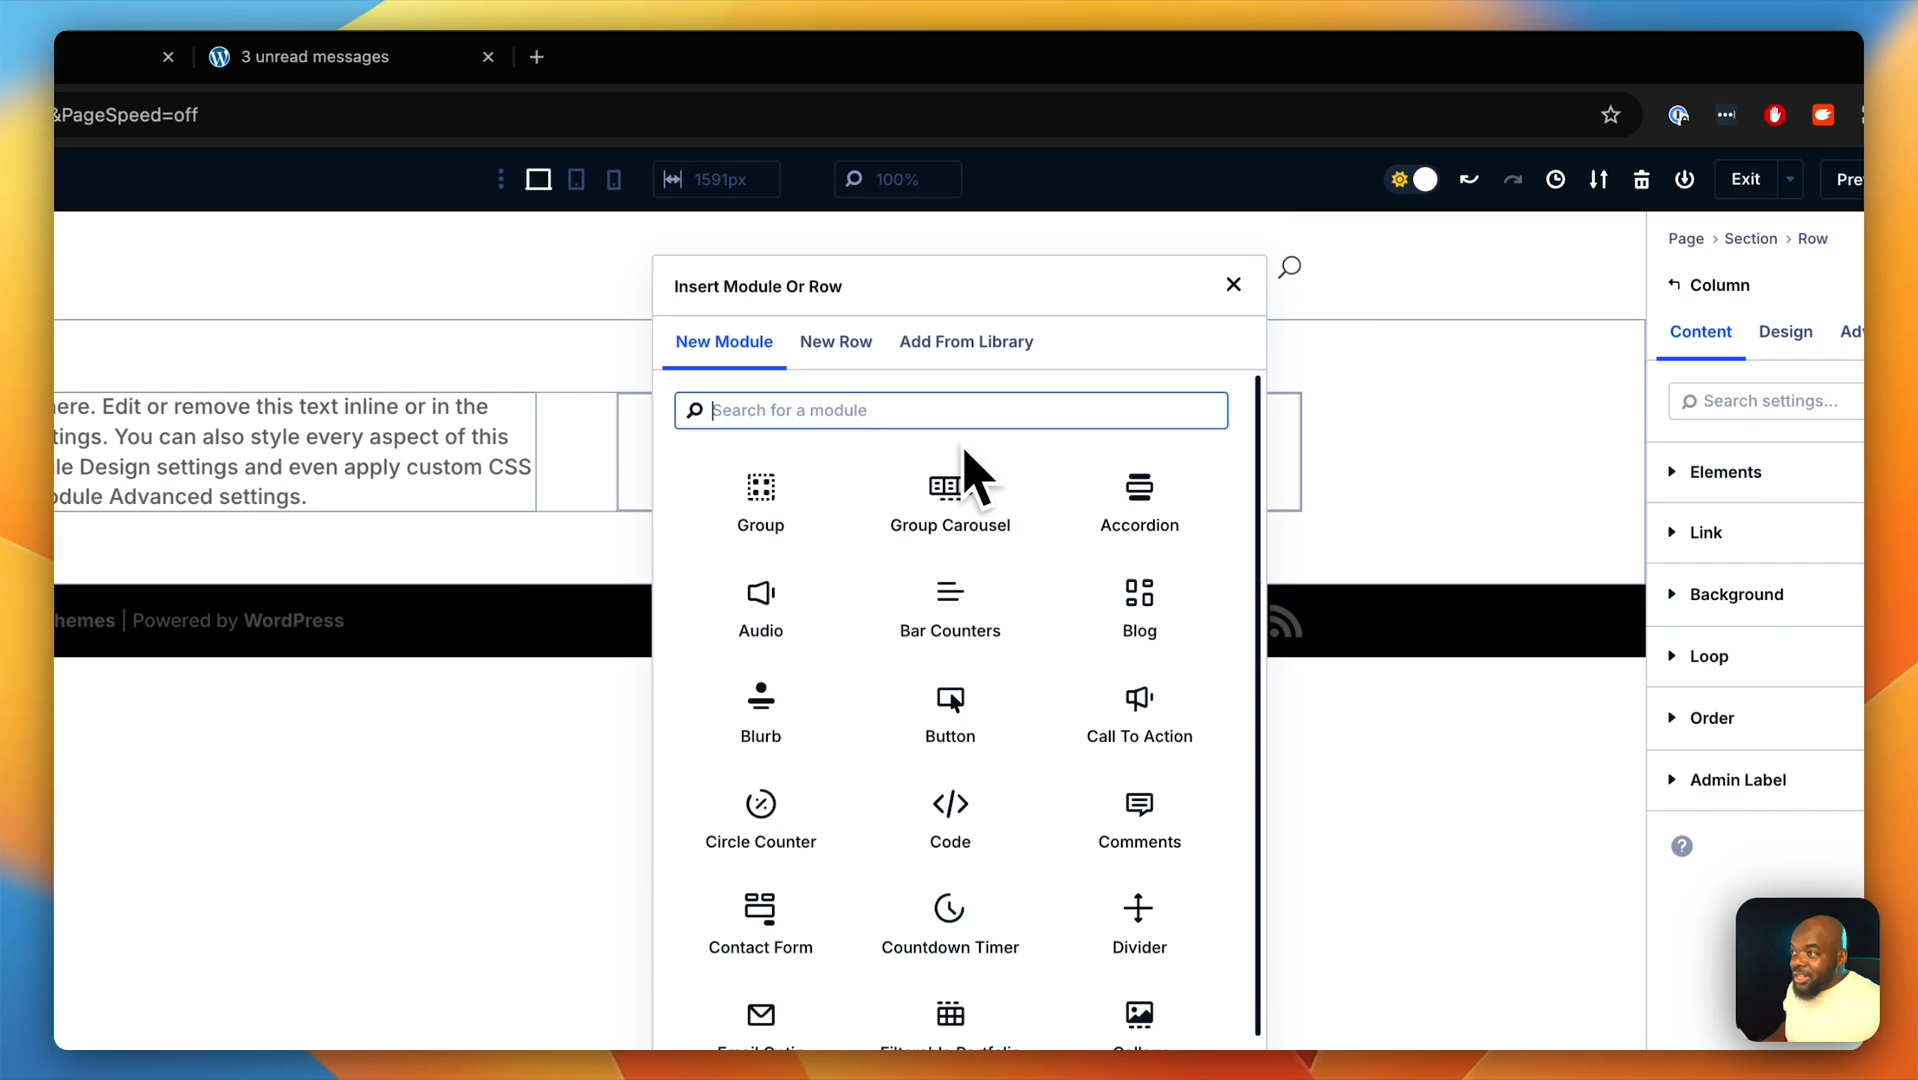 3 unread messages
&PageSpeed=off
1591px
100%
Exit
Page > Section > Row
Insert Module Or Row
Column
New Module
New Row
Add From Library
Content
Design
Search for a module
Search settings...
ere. Edit or remove this text inline or in the
tings. You can also style every aspect of this
le Design settings and even apply custom CSS
odule Advanced settings.
Elements
Group
Group Carousel
Accordion
Link
Background
hemes | Powered by WordPress
Audio
Bar Counters
Blog
Loop
Order
Blurb
Button
Call To Action
Admin Label
Circle Counter
Code
Comments
Contact Form
Countdown Timer
Divider